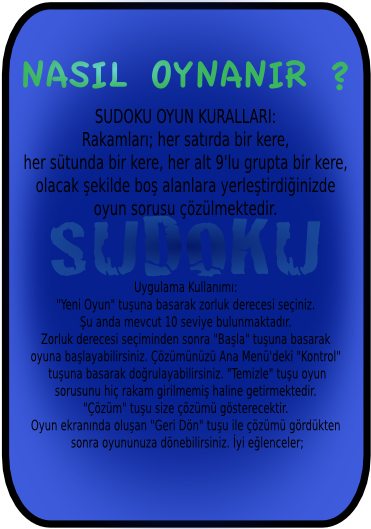 NASIL OYNANIR ?
SUDOKU OYUN KURALLARI:
Rakamları; her satırda bir kere,
her sütunda bir kere, her alt 9'lu grupta bir kere,
olacak şekilde boş alanlara yerleştirdiğinizde
oyun sorusu çözülmektedir.
SUDOKU
Uygulama Kullanımı:
"Yeni Oyun" tuşuna basarak zorluk derecesi seçiniz.
Şu anda mevcut 10 seviye bulunmaktadır.
Zorluk derecesi seçiminden sonra "Başla" tuşuna basarak
oyuna başlayabilirsiniz. Çözümünüzü Ana Menü'deki "Kontrol"
tuşuna basarak doğrulayabilirsiniz. "Temizle" tuşu oyun
sorusunu hiç rakam girilmemiş haline getirmektedir.
"Çözüm" tuşu size çözümü gösterecektir.
Oyun ekranında oluşan "Geri Dön" tuşu ile çözümü gördükten
sonra oyununuza dönebilirsiniz. İyi eğlenceler;